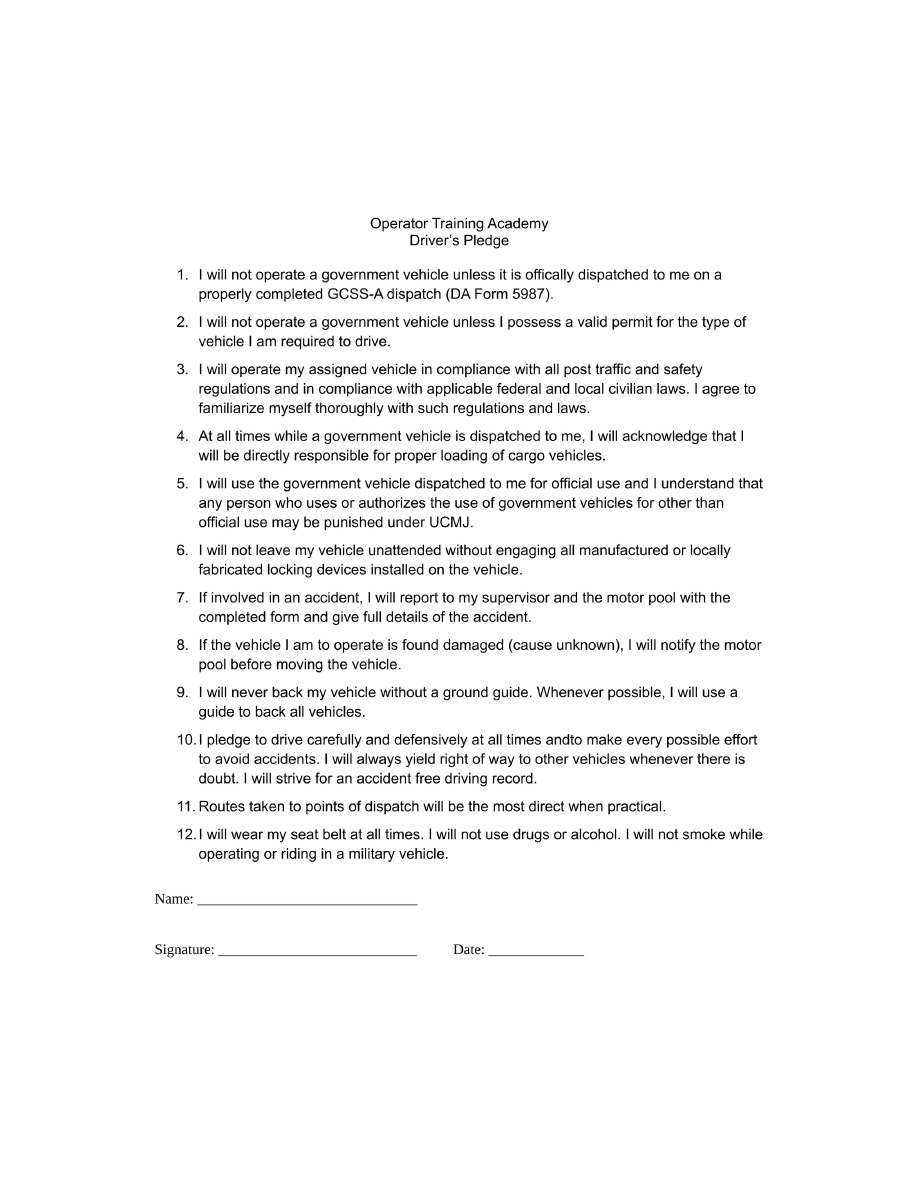 Operator Training Academy
Driver’s Pledge
1. I will not operate a government vehicle unless it is offically dispatched to me on a
properly completed GCSS-A dispatch (DA Form 5987).
2. I will not operate a government vehicle unless I possess a valid permit for the type of
vehicle I am required to drive.
3. I will operate my assigned vehicle in compliance with all post traffic and safety
regulations and in compliance with applicable federal and local civilian laws. I agree to
familiarize myself thoroughly with such regulations and laws.
4. At all times while a government vehicle is dispatched to me, I will acknowledge that I
will be directly responsible for proper loading of cargo vehicles.
5. I will use the government vehicle dispatched to me for official use and I understand that
any person who uses or authorizes the use of government vehicles for other than
official use may be punished under UCMJ.
6. I will not leave my vehicle unattended without engaging all manufactured or locally
fabricated locking devices installed on the vehicle.
7. If involved in an accident, I will report to my supervisor and the motor pool with the
completed form and give full details of the accident.
8. If the vehicle I am to operate is found damaged (cause unknown), I will notify the motor
pool before moving the vehicle.
9. I will never back my vehicle without a ground guide. Whenever possible, I will use a
guide to back all vehicles.
10. I pledge to drive carefully and defensively at all times andto make every possible effort
to avoid accidents. I will always yield right of way to other vehicles whenever there is
doubt. I will strive for an accident free driving record.
11. Routes taken to points of dispatch will be the most direct when practical.
12. I will wear my seat belt at all times. I will not use drugs or alcohol. I will not smoke while
operating or riding in a military vehicle.
Name: ______________________________
Signature: ___________________________ Date: _____________